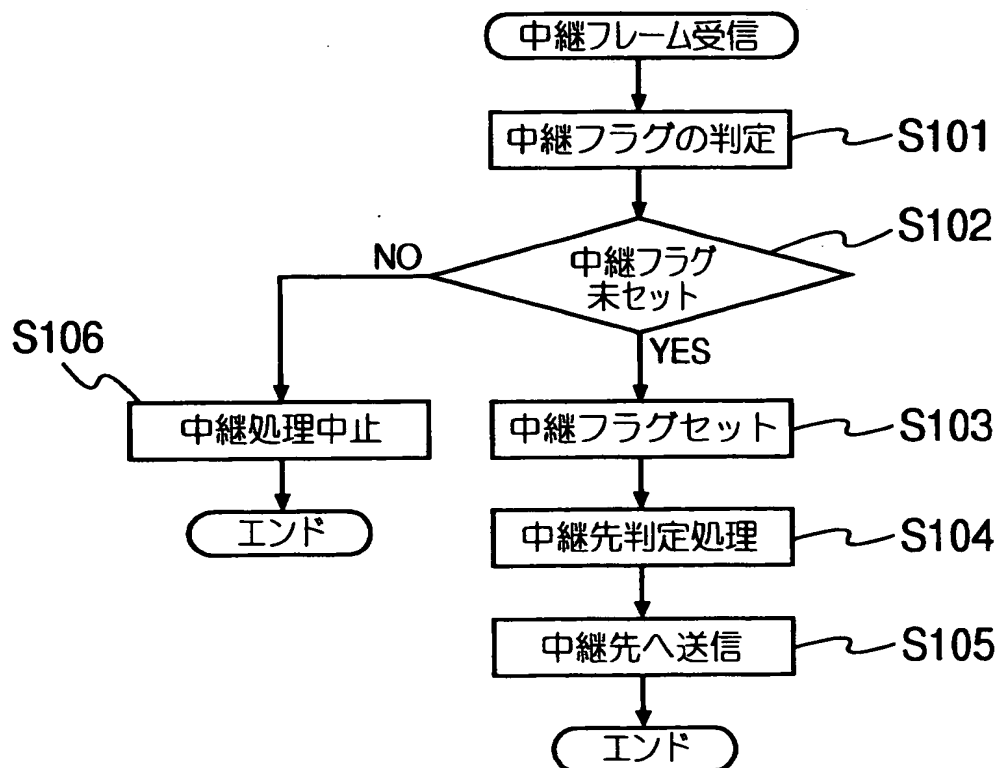 中継フレーム受信
中継フラグの判定
S101
S102
中継フラグ
未セット
NO
YES
S106
中継処理中止
エンド
中継フラグセット
S103
中継先判定処理
S104
中継先へ送信
S105
エンド